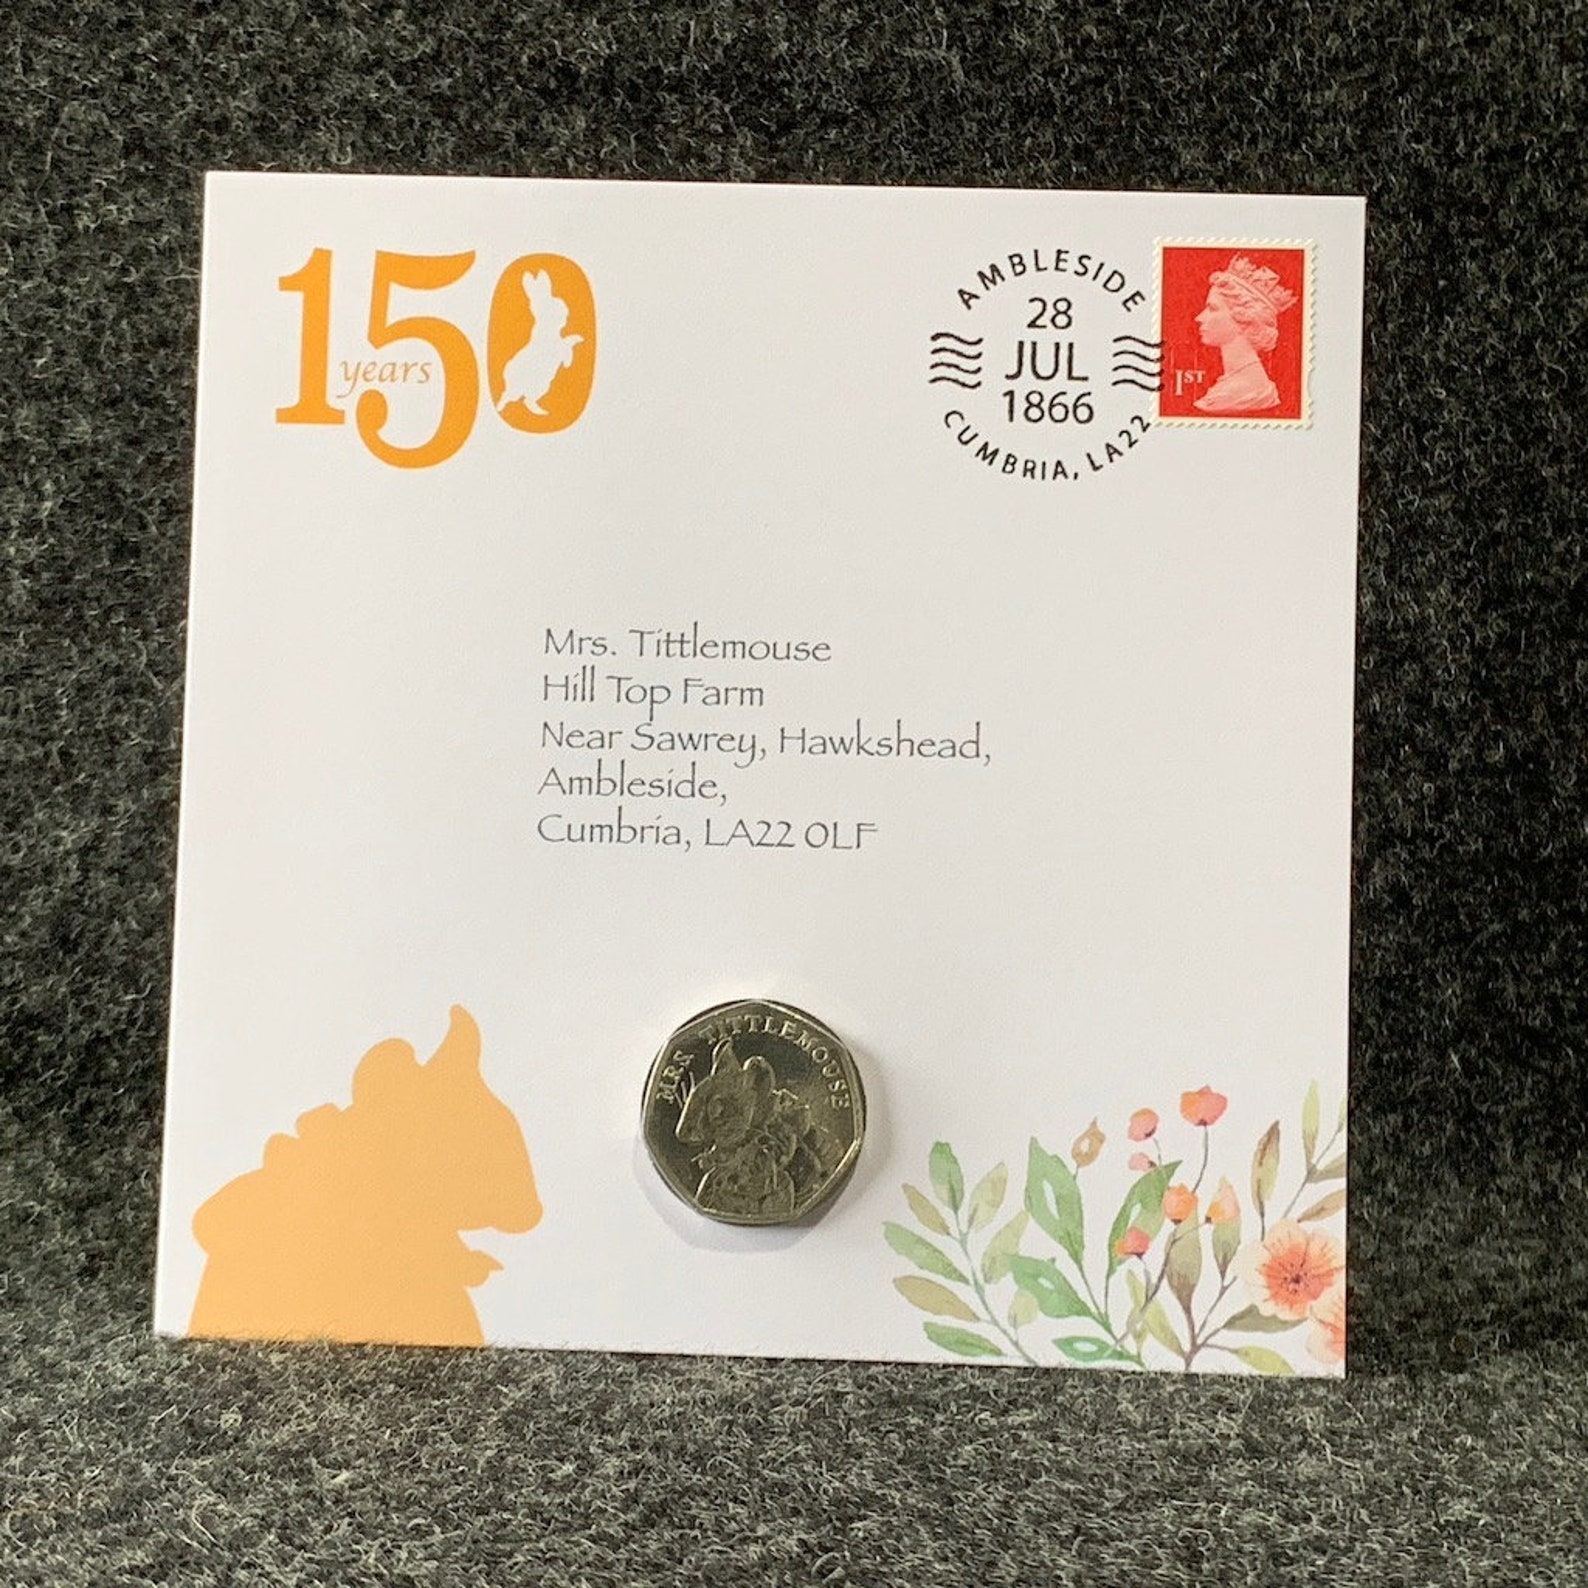 150
years
AMBLESIDE
28
JUL
1866
CUMBRIA, LA22
1ST
Mrs. Tittlemouse
Hill Top Farm
Near Sawrey, Hawkshead,
Ambleside,
Cumbria, LA22 0LF
MRS. TITTLEMOUSE